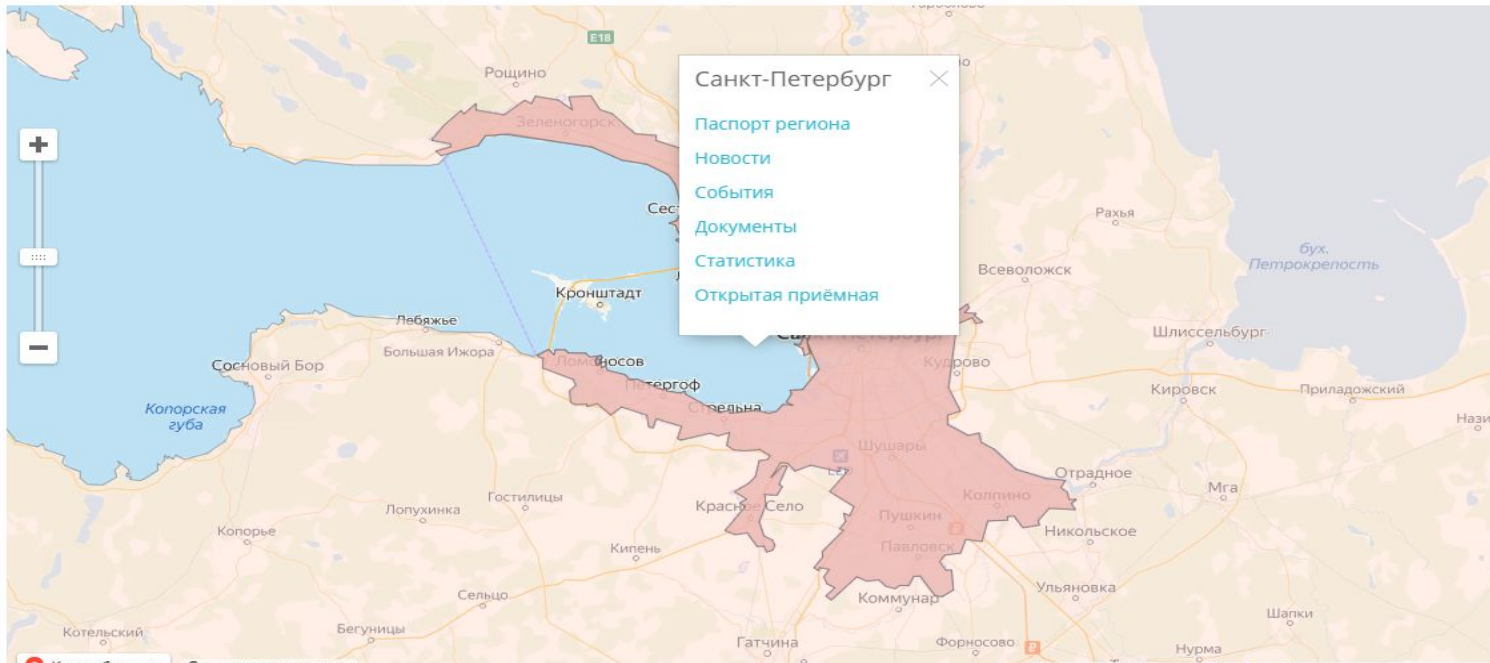 E18
Рощино
Зеленогорск
Санкт-Петербург
Паспорт региона
Новости
События
Документы
Статистика
Открытая приёмная
Рахья
бух.
Петрокрепость
Всеволожск
Кронштадт
Лебяжье
Большая Ижора
Сосновый Бор
Шлиссельбург
Кудрово
Петергоф
Стрельна
Кировск
Приладожский
Копорская
губа
Шушары
LED
Отрадное
Мга
Колпино
Гостилицы
Лопухинка
Красное Село
Пушкин
Никольское
Копорье
Кипень
Павловск
Ульяновка
Сельцо
Коммунар
Шапки
Котельский
Бегуницы
Гатчина
Форносово
Нурма